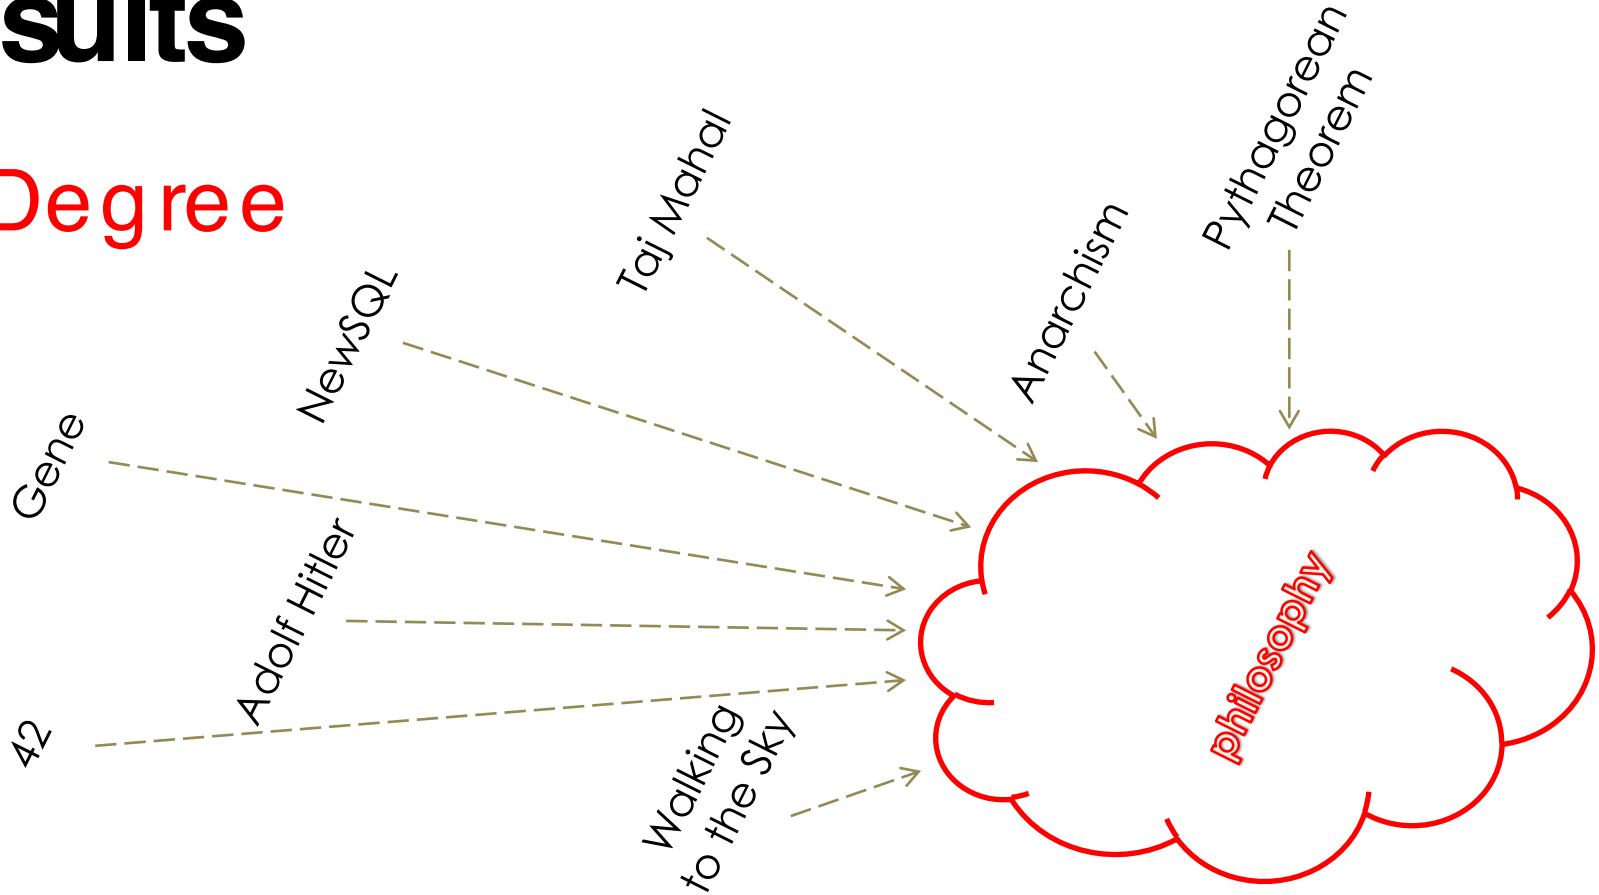 sults
Degree
Pythagorean
Theorem
Taj Mahal
Anarchism
NewSQL
Gene
Adolf Hitler
philosophy
42
Walking
to the Sky